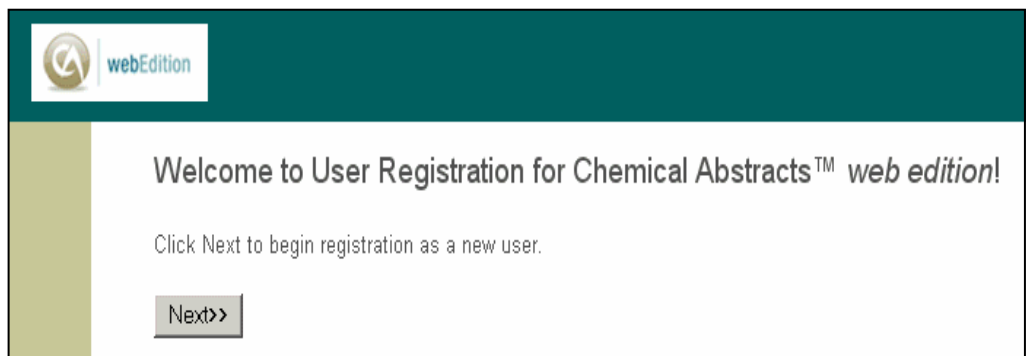 CA webEdition
Welcome to User Registration for Chemical Abstracts™ web edition!
Click Next to begin registration as a new user.
Next>>